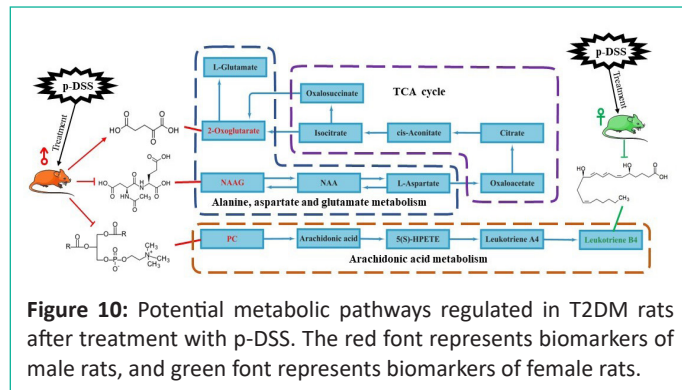 p-DSS
Treatment
♂
p-DSS
Treatment
♀
L-Glutamate
Oxalosuccinate
TCA cycle
2-Oxoglutarate
Isocitrate
cis-Aconitate
Citrate
NAAG
NAA
L-Aspartate
Oxaloacetate
Alanine, aspartate and glutamate metabolism
PC
Arachidonic acid
5(S)-HPETE
Leukotriene A4
Leukotriene B4
Arachidonic acid metabolism
Figure 10: Potential metabolic pathways regulated in T2DM rats
after treatment with p-DSS. The red font represents biomarkers of
male rats, and green font represents biomarkers of female rats.